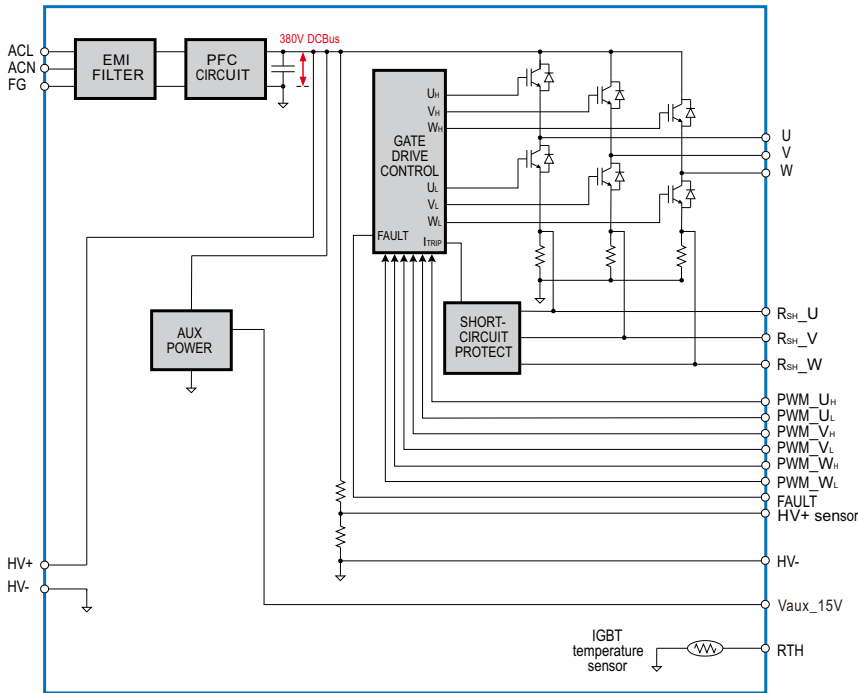 380V DCBus
ACL
ACN
FG
EMI
FILTER
PFC
CIRCUIT
UH
VH
WH
GATE
DRIVE
CONTROL
UL
VL
WL
FAULT
ITRIP
U
V
W
AUX
POWER
SHORT-
CIRCUIT
PROTECT
RSH_U
RSH_V
RSH_W
PWM_UH
PWM_UL
PWM_VH
PWM_VL
PWM_WH
PWM_WL
FAULT
HV+ sensor
HV+
HV-
HV-
Vaux_15V
IGBT
temperature
sensor
RTH